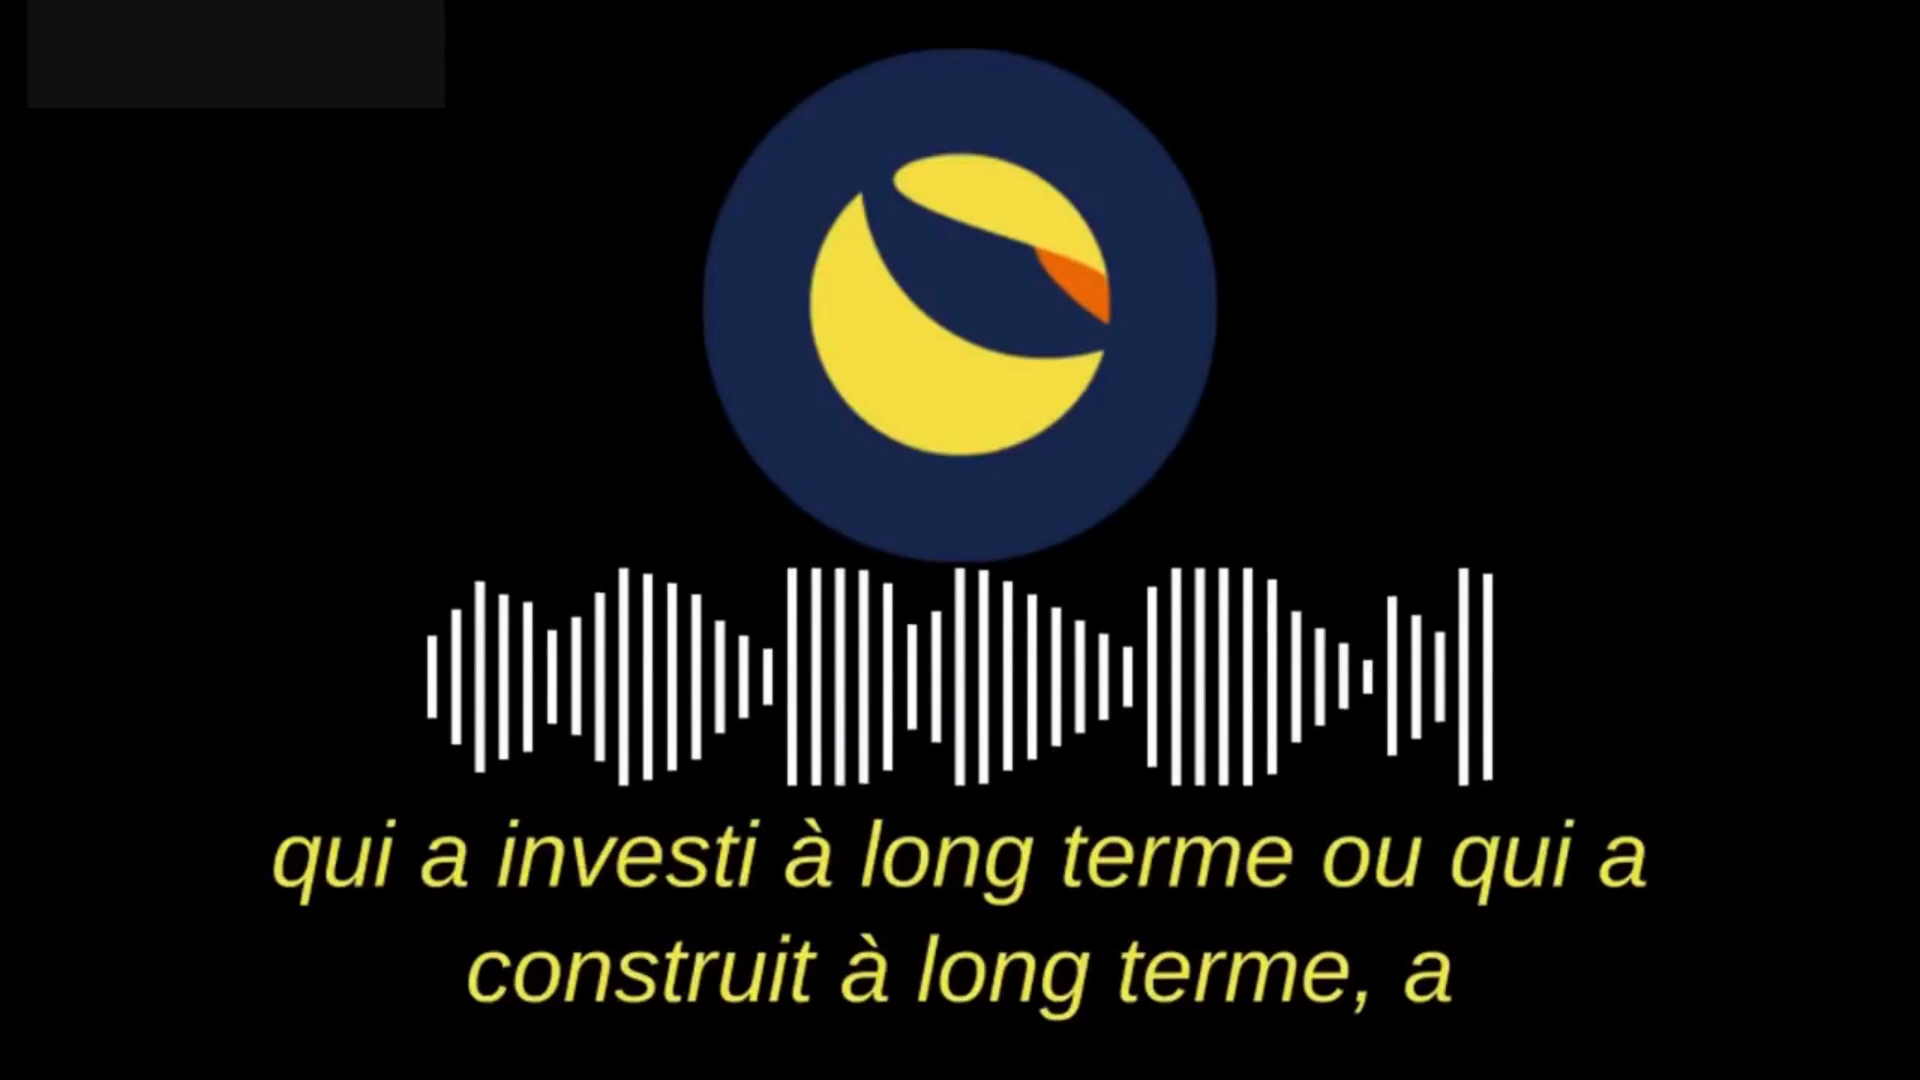 qui a investi à long terme ou qui a
construit à long terme, a